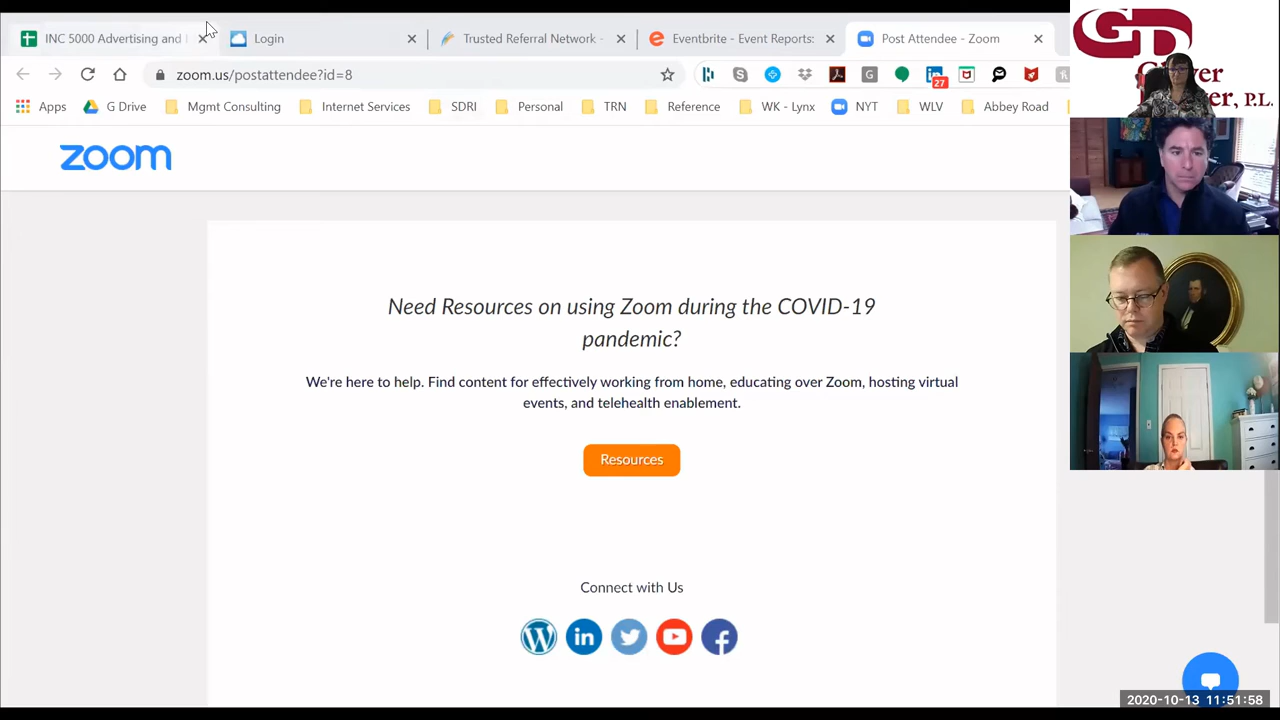 INC 5000 Advertising and
Login
Trusted Referral Network -
Eventbrite - Event Reports:
Post Attendee - Zoom
zoom.us/postattendee?id=8
27
Apps
G Drive
Mgmt Consulting
Internet Services
SDRI
Personal
TRN
Reference
WK - Lynx
NYT
WLV
Abbey Road
zoom
Need Resources on using Zoom during the COVID-19
pandemic?
We're here to help. Find content for effectively working from home, educating over Zoom, hosting virtual
events, and telehealth enablement.
Resources
Connect with Us
GD
P.L.
2020-10-13 11:51:58